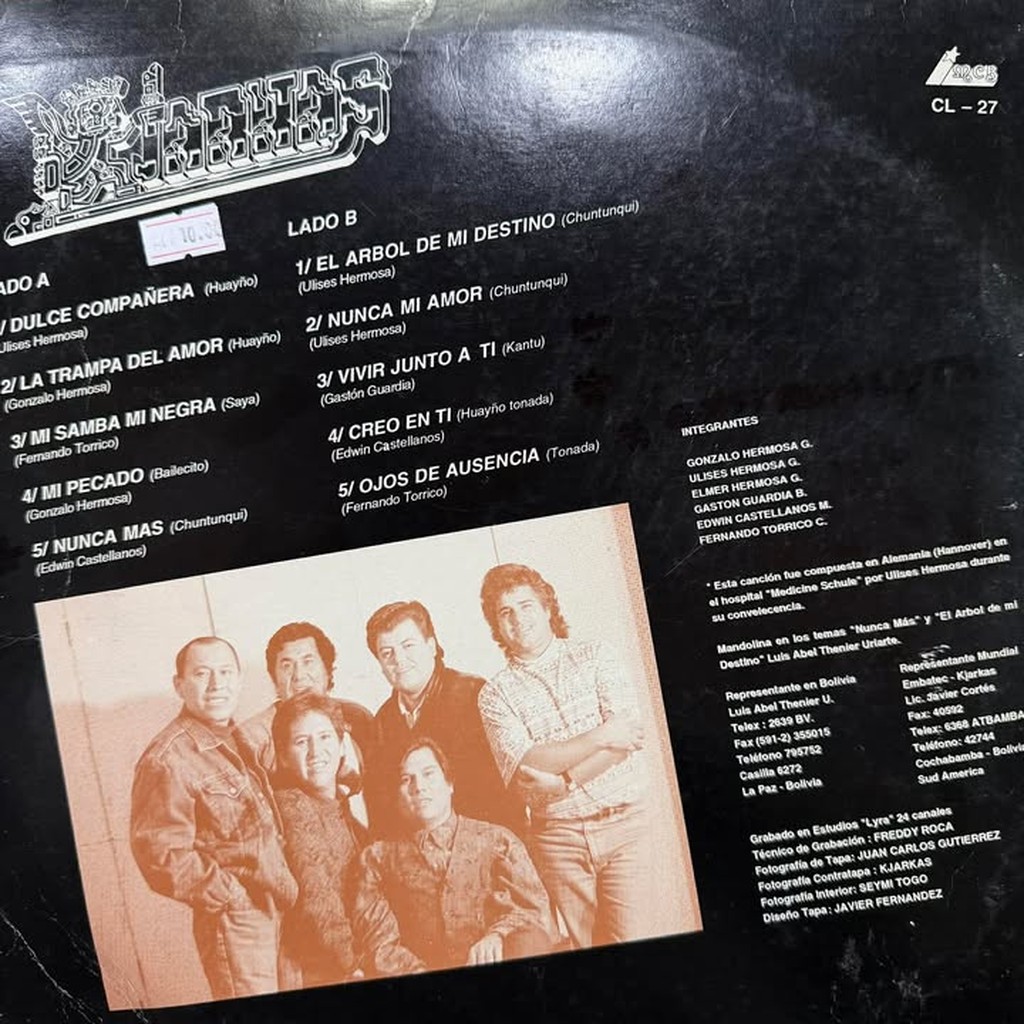 Kjarkas
MCB
CL – 27
10.00
LADO A
/ DULCE COMPAÑERA (Huayño)
(Ulises Hermosa)
2/ LA TRAMPA DEL AMOR (Huayño)
(Gonzalo Hermosa)
3/ MI SAMBA MI NEGRA (Saya)
(Fernando Torrico)
4/ MI PECADO (Bailecito)
(Gonzalo Hermosa)
5/ NUNCA MAS (Chuntunqui)
(Edwin Castellanos)
LADO B
1/ EL ARBOL DE MI DESTINO (Chuntunqui)
(Ulises Hermosa)
2/ NUNCA MI AMOR (Chuntunqui)
(Ulises Hermosa)
3/ VIVIR JUNTO A TI (Kantu)
(Gastón Guardia)
4/ CREO EN TI (Huayño tonada)
(Edwin Castellanos)
5/ OJOS DE AUSENCIA (Tonada)
(Fernando Torrico)
INTEGRANTES
GONZALO HERMOSA G.
ULISES HERMOSA G.
ELMER HERMOSA G.
GASTON GUARDIA B.
EDWIN CASTELLANOS M.
FERNANDO TORRICO C.
* Esta canción fue compuesta en Alemania (Hannover) en
el hospital "Medicine Schule" por Ulises Hermosa durante
su convelecencia.
Mandolina en los temas "Nunca Más" y "El Arbol de mi
Destino" Luis Abel Thenier Uriarte.
Representante en Bolivia
Luis Abel Thenier U.
Telex : 2639 BV.
Fax (591-2) 355015
Teléfono 795752
Casilla 6272
La Paz - Bolivia
Representante Mundial
Embatec - Kjarkas
Lic. Javier Cortés
Fax: 40592
Telex: 6368 ATBAMBA
Teléfono: 42744
Cochabamba - Bolivia
Sud America
Grabado en Estudios "Lyra" 24 canales
Técnico de Grabación : FREDDY ROCA
Fotografía de Tapa: JUAN CARLOS GUTIERREZ
Fotografía Contratapa : KJARKAS
Fotografía Interior: SEYMI TOGO
Diseño Tapa: JAVIER FERNANDEZ